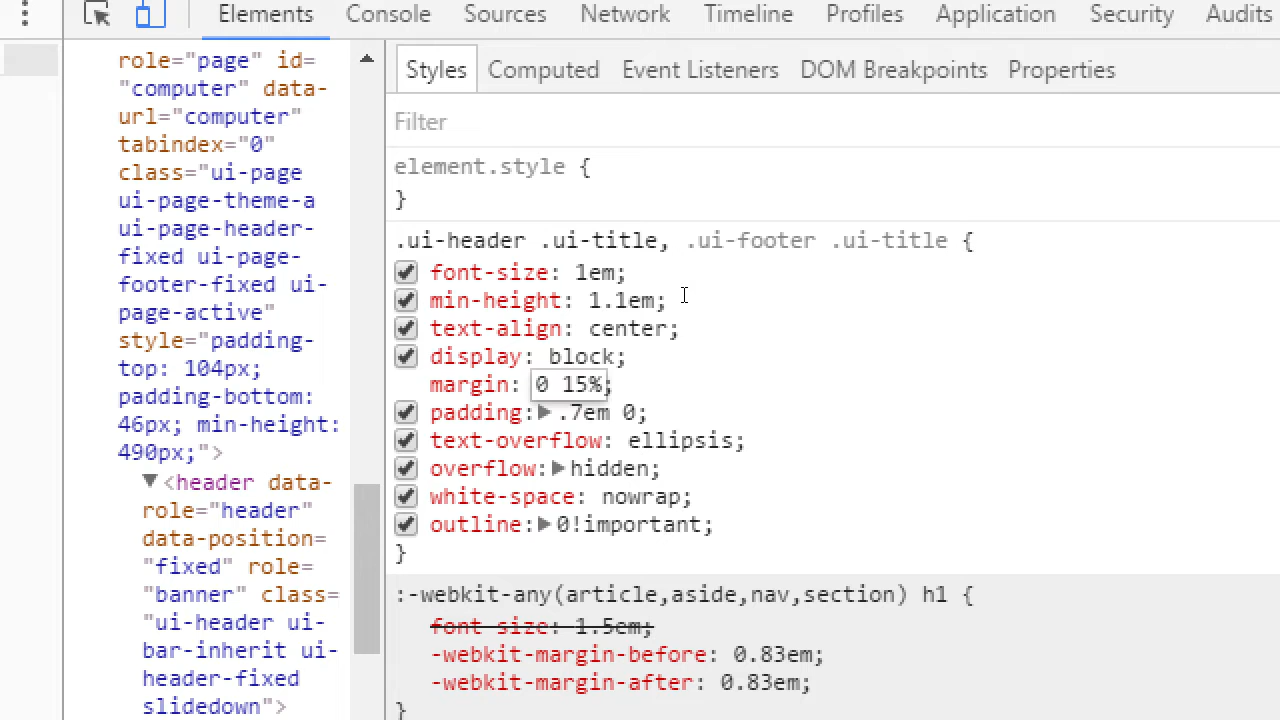 Elements Console Sources Network Timeline Profiles Application Security Audits
role="page" id=
"computer" data-
url="computer"
tabindex="0"
class="ui-page
ui-page-theme-a
ui-page-header-
fixed ui-page-
footer-fixed ui-
page-active"
style="padding-
top: 104px;
padding-bottom:
46px; min-height:
490px;">
▼<header data-
role="header"
data-position=
"fixed" role=
"banner" class=
"ui-header ui-
bar-inherit ui-
header-fixed
slidedown">
Styles Computed Event Listeners DOM Breakpoints Properties
Filter
element.style {
}
.ui-header .ui-title, .ui-footer .ui-title {
font-size: 1em;
min-height: 1.1em;
text-align: center;
display: block;
margin: 0 15%;
padding:▶.7em 0;
text-overflow: ellipsis;
overflow:▶hidden;
white-space: nowrap;
outline:▶0!important;
}
:-webkit-any(article,aside,nav,section) h1 {
font-size: 1.5em;
-webkit-margin-before: 0.83em;
-webkit-margin-after: 0.83em;
}